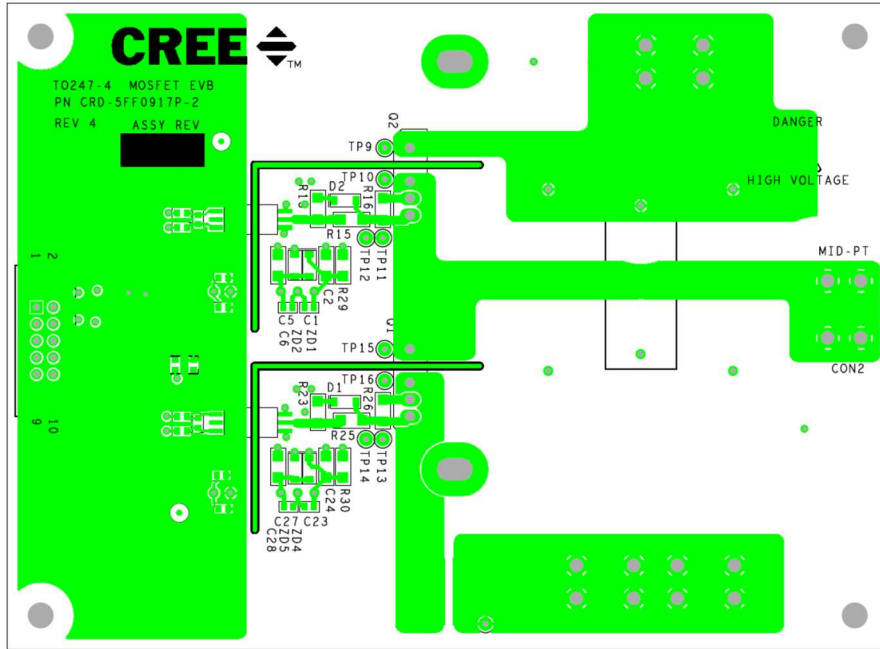 CREE
TM
TO247-4 MOSFET EVB
PN CRD-5FF0917P-2
REV 4 ASSY REV
Q2
TP9
DANGER
TP10
HIGH VOLTAGE
D2
R16
R15
TP12
TP11
1 2
MID-PT
C2
R29
C5 C1
C6
ZD2
ZD1
Q1
TP15
CON2
TP16
R23
D1
R26
9 10
R25
TP14
TP13
C24
R30
C27 C23
C28
ZD5
ZD4